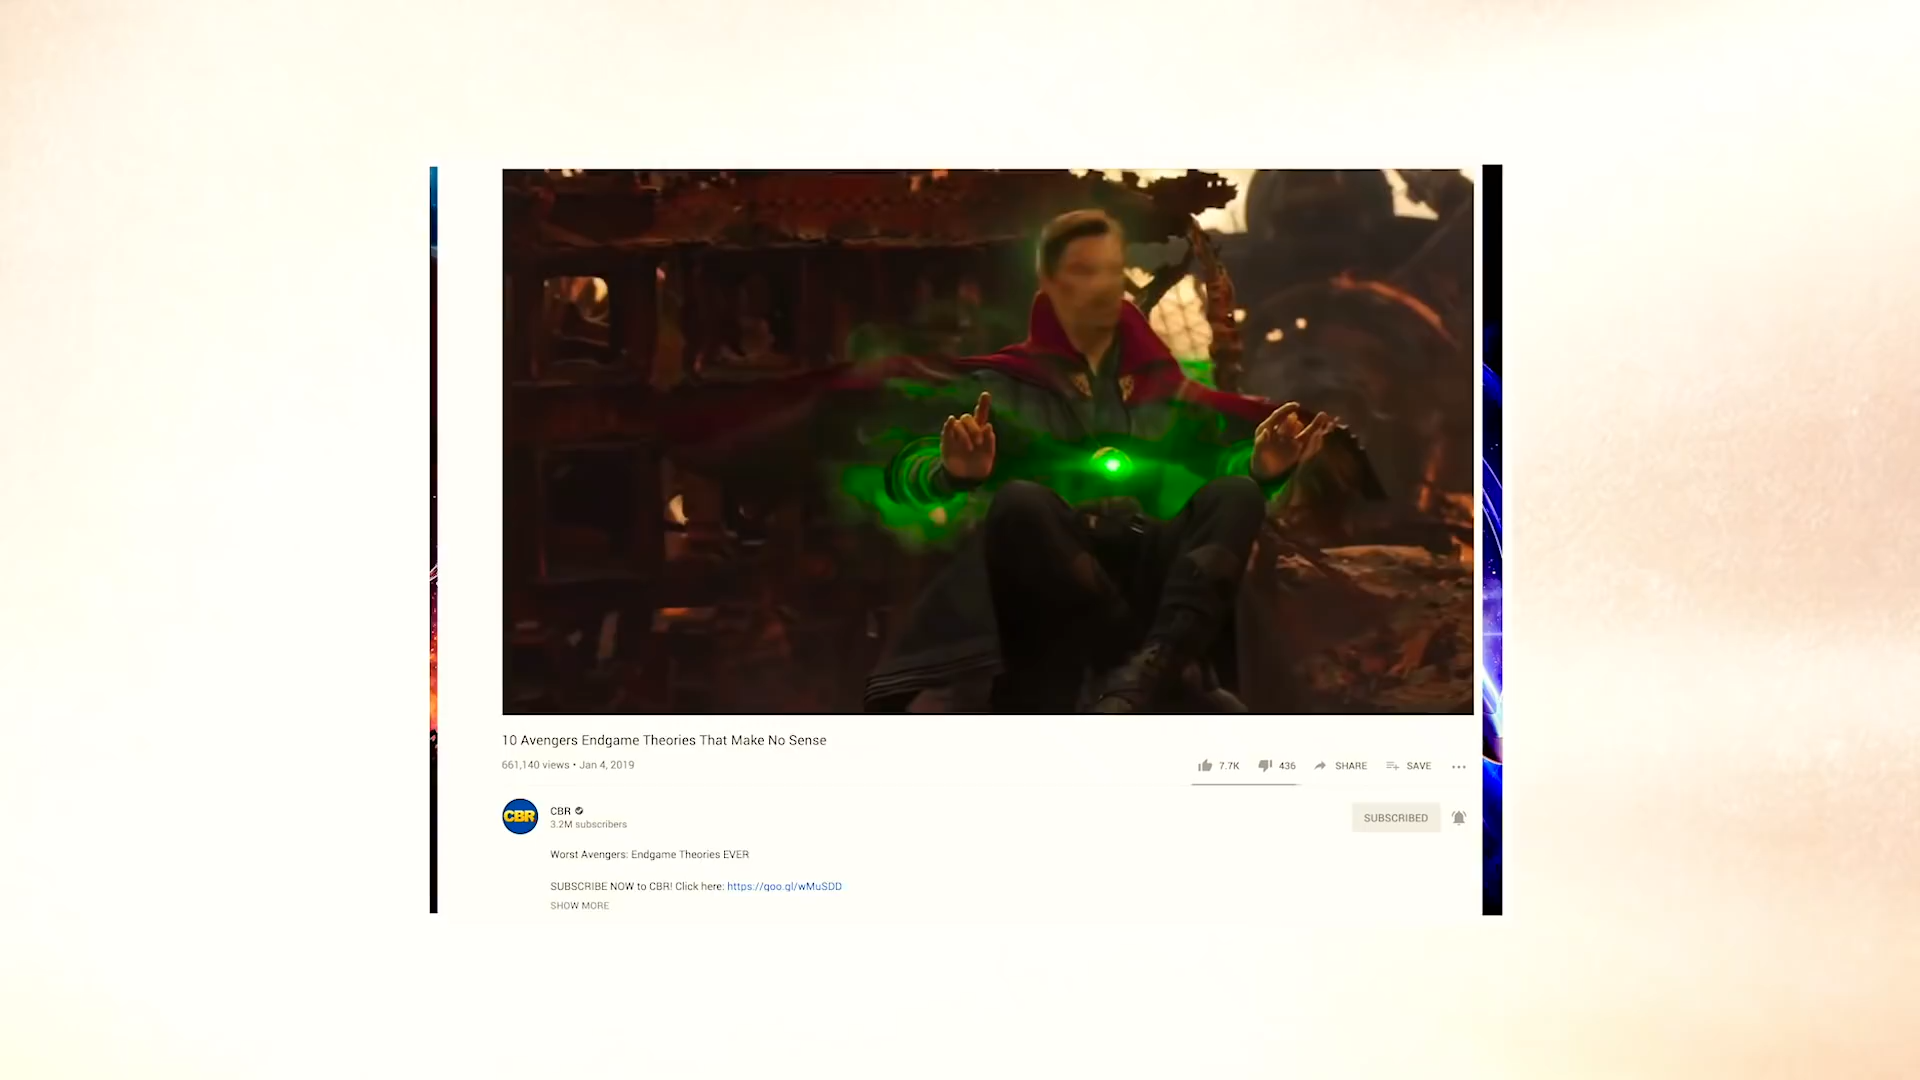 10 Avengers Endgame Theories That Make No Sense
661,140 views • Jan 4, 2019
7.7K
436
SHARE
SAVE
CBR
CBR
3.2M subscribers
SUBSCRIBED
Worst Avengers: Endgame Theories EVER
SUBSCRIBE NOW to CBR! Click here: https://goo.gl/wMuSDD
SHOW MORE